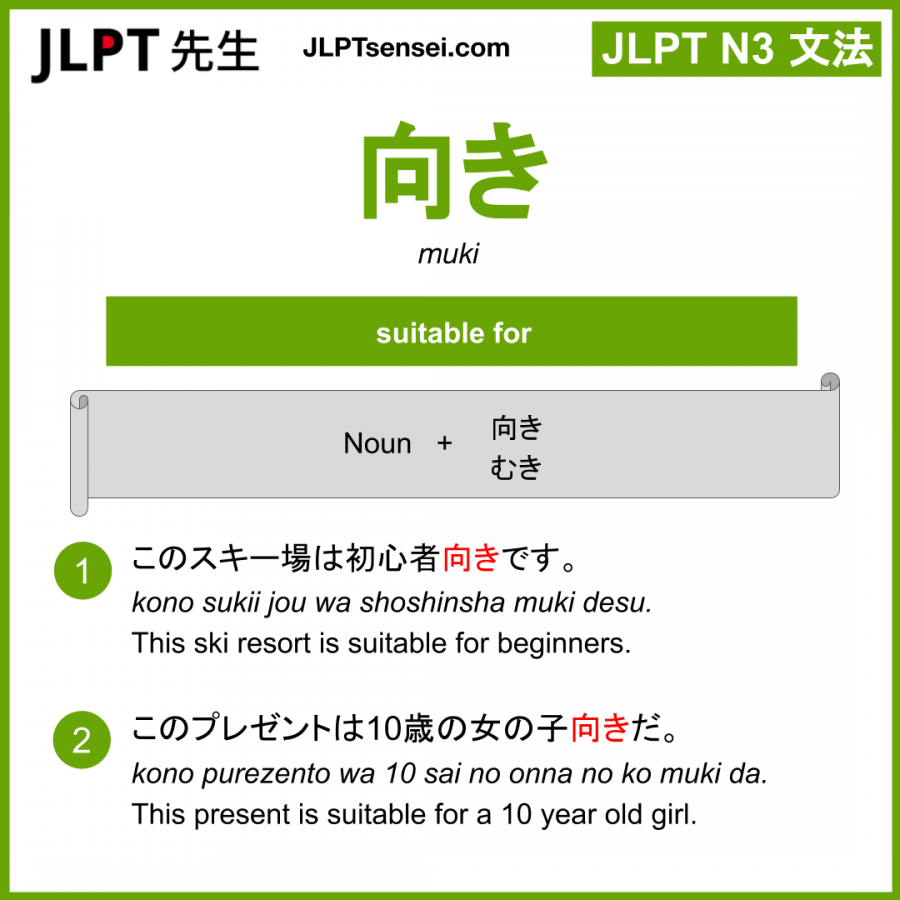 JLPT 先生
JLPTsensei.com
JLPT N3 文法
向き
muki
suitable for
Noun + 向き
むき
1
このスキー場は初心者向きです。
kono sukii jou wa shoshinsha muki desu.
This ski resort is suitable for beginners.
2
このプレゼントは10歳の女の子向きだ。
kono purezento wa 10 sai no onna no ko muki da.
This present is suitable for a 10 year old girl.